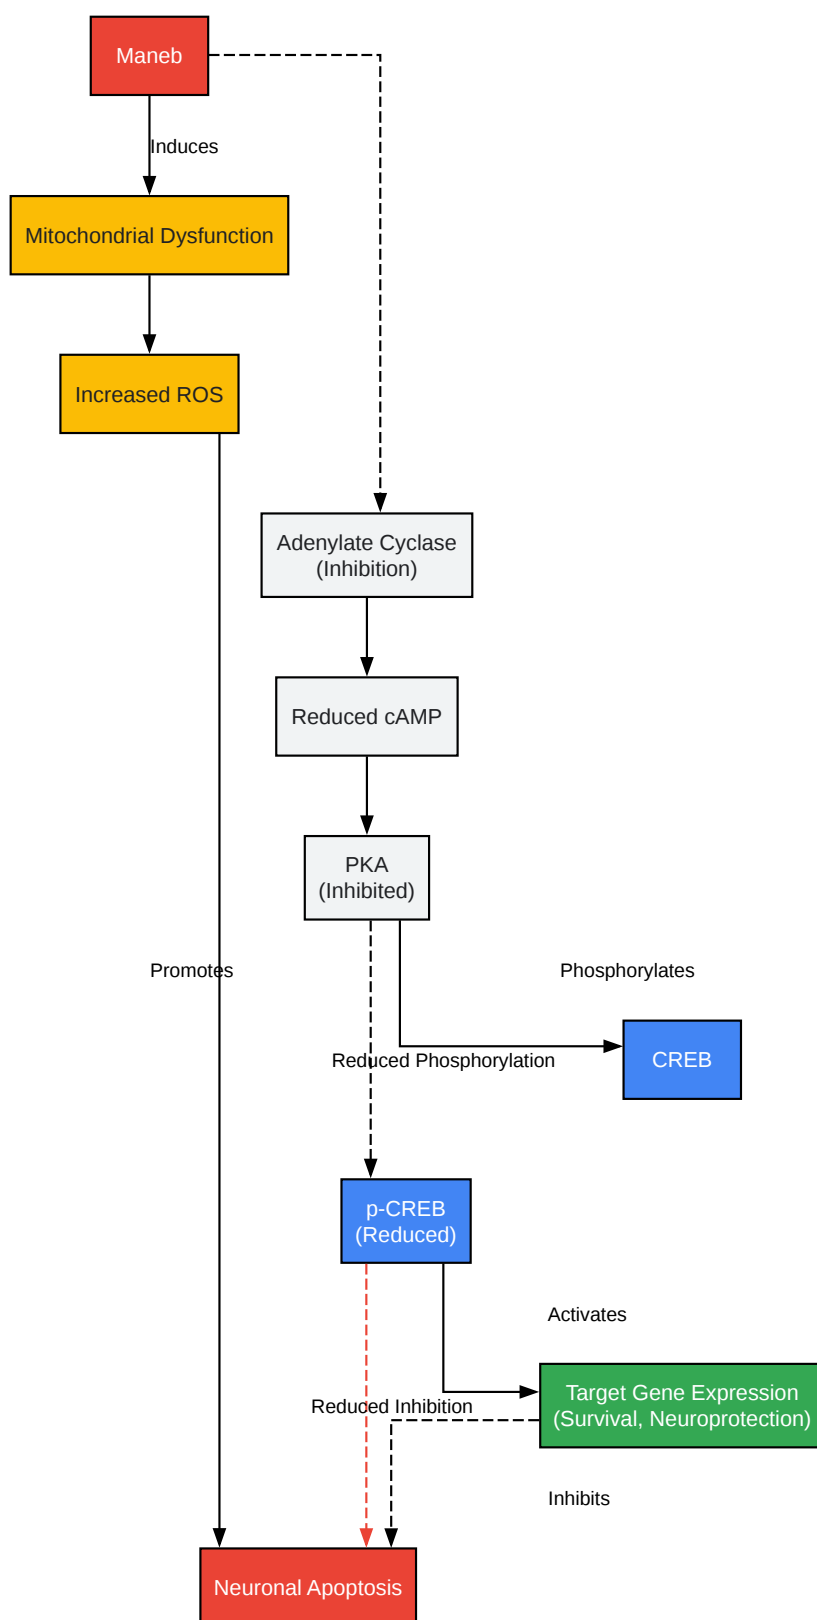 Maneb
Induces
Mitochondrial Dysfunction
Increased ROS
Adenylate Cyclase
(Inhibition)
Reduced cAMP
PKA
(Inhibited)
Promotes
Phosphorylates
Reduced Phosphorylation
CREB
p-CREB
(Reduced)
Activates
Target Gene Expression
(Survival, Neuroprotection)
Reduced Inhibition
Inhibits
Neuronal Apoptosis